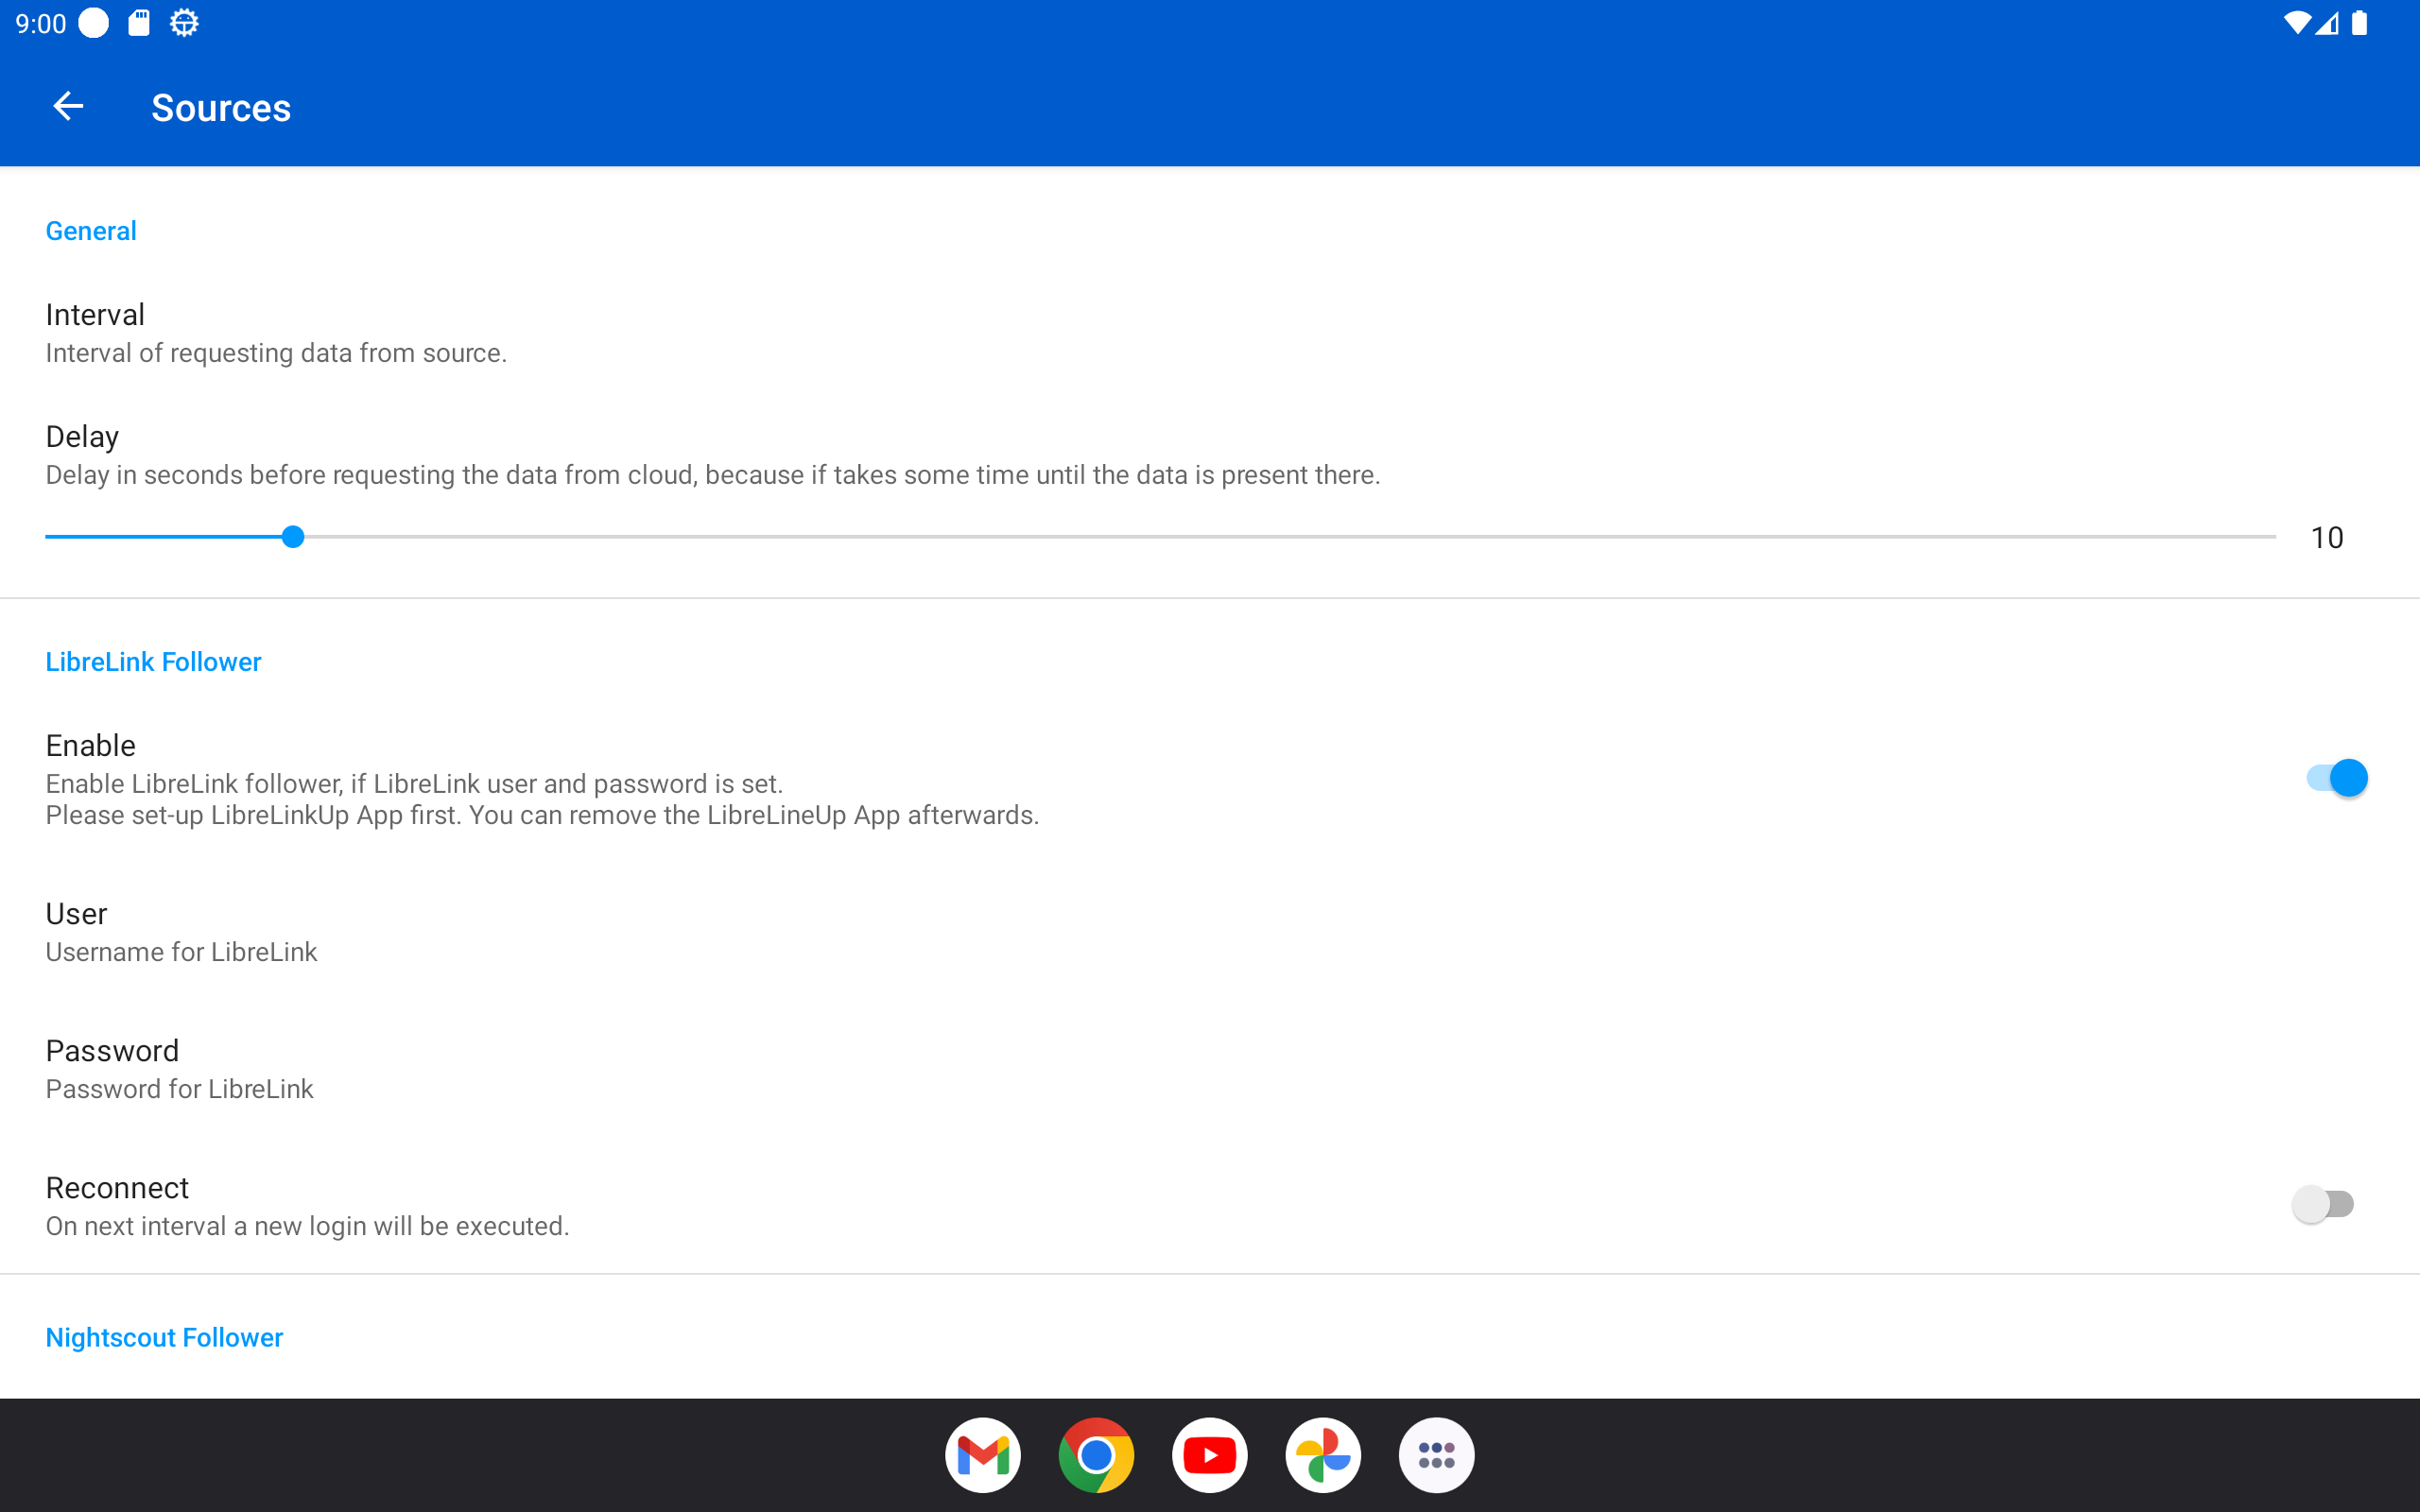 9:00
Sources
General
Interval
Interval of requesting data from source.
Delay
Delay in seconds before requesting the data from cloud, because if takes some time until the data is present there.
10
LibreLink Follower
Enable
Enable LibreLink follower, if LibreLink user and password is set.
Please set-up LibreLinkUp App first. You can remove the LibreLineUp App afterwards.
User
Username for LibreLink
Password
Password for LibreLink
Reconnect
On next interval a new login will be executed.
Nightscout Follower